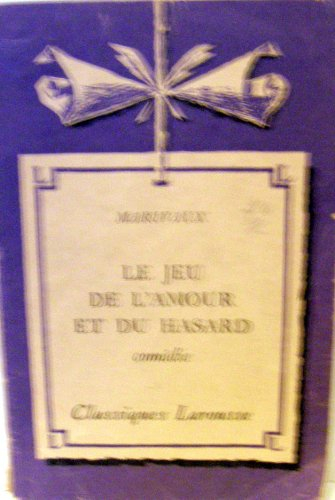 MARIVAUX
LE JEU
DE L'AMOUR
ET DU HASARD
comédie
Classiques Larousse